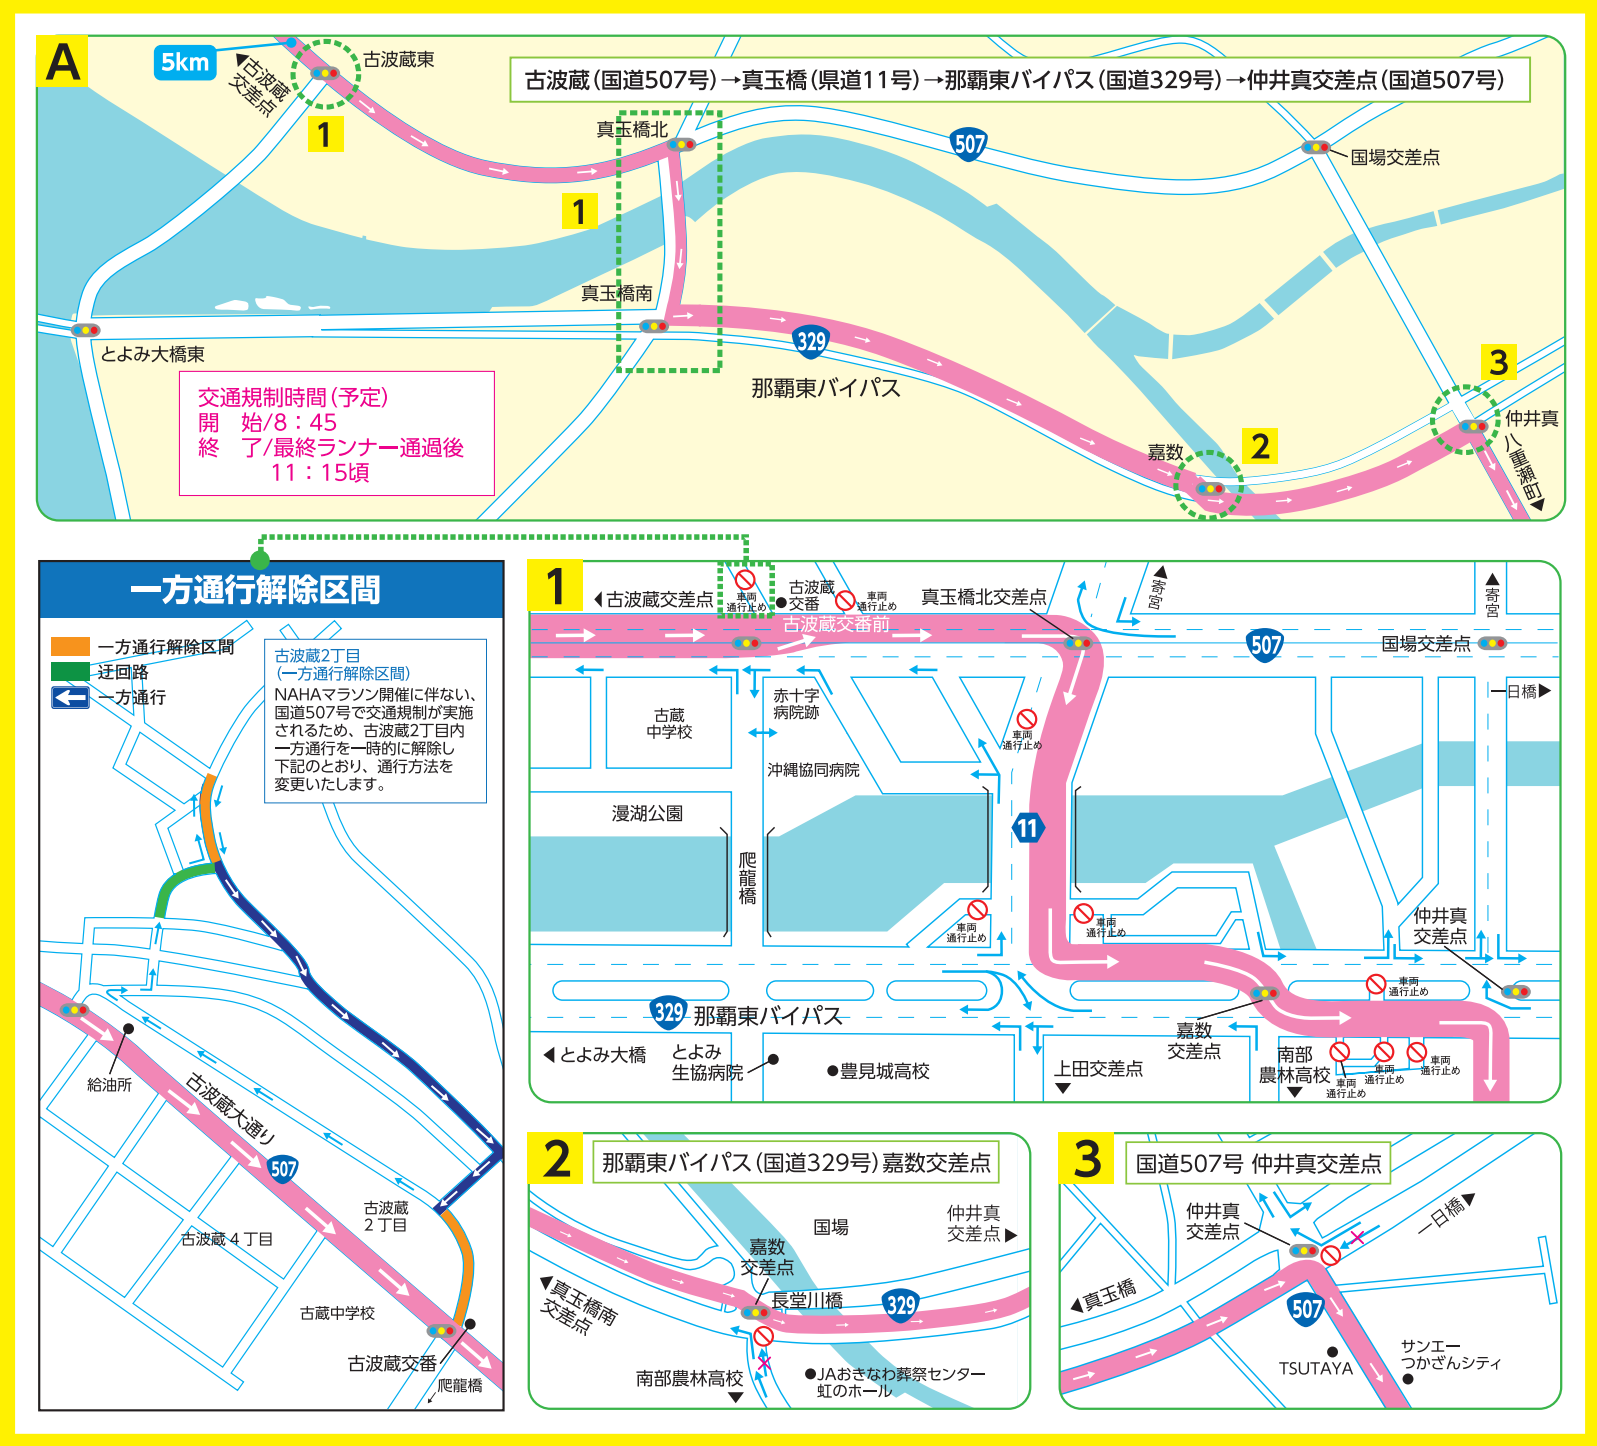 A
5km
古波蔵交差点
古波蔵東
古波蔵(国道507号)→真玉橋(県道11号)→那覇東バイパス(国道329号)→仲井真交差点(国道507号)
1
真玉橋北
507
国場交差点
1
真玉橋南
329
那覇東バイパス
とよみ大橋東
交通規制時間(予定)
開 始/8：45
終 了/最終ランナー通過後
11：15頃
3
仲井真
八重瀬町
2
嘉数
一方通行解除区間
一方通行解除区間
迂回路
一方通行
古波蔵2丁目
(一方通行解除区間)
NAHAマラソン開催に伴ない、
国道507号で交通規制が実施
されるため、古波蔵2丁目内
一方通行を一時的に解除し
下記のとおり、通行方法を
変更いたします。
給油所
古波蔵大通り
507
古波蔵
2丁目
古波蔵4丁目
古蔵中学校
古波蔵交番
爬龍橋
1
古波蔵交差点
車両
通行止め
古波蔵
交番
車両
通行止め
真玉橋北交差点
寄宮
寄宮
古波蔵交番前
507
国場交差点
一日橋
古蔵
中学校
赤十字
病院跡
車両
通行止め
沖縄協同病院
漫湖公園
爬龍橋
11
車両
通行止め
車両
通行止め
仲井真
交差点
車両
通行止め
329
那覇東バイパス
とよみ大橋
とよみ
生協病院
豊見城高校
上田交差点
嘉数
交差点
南部
農林高校
車両
通行止め
車両
通行止め
車両
通行止め
2
那覇東バイパス(国道329号)嘉数交差点
国場
仲井真
交差点
嘉数
交差点
長堂川橋
329
真玉橋南
交差点
南部農林高校
JAおきなわ葬祭センター
虹のホール
3
国道507号 仲井真交差点
仲井真
交差点
一日橋
真玉橋
507
TSUTAYA
サンエー
つかざんシティ